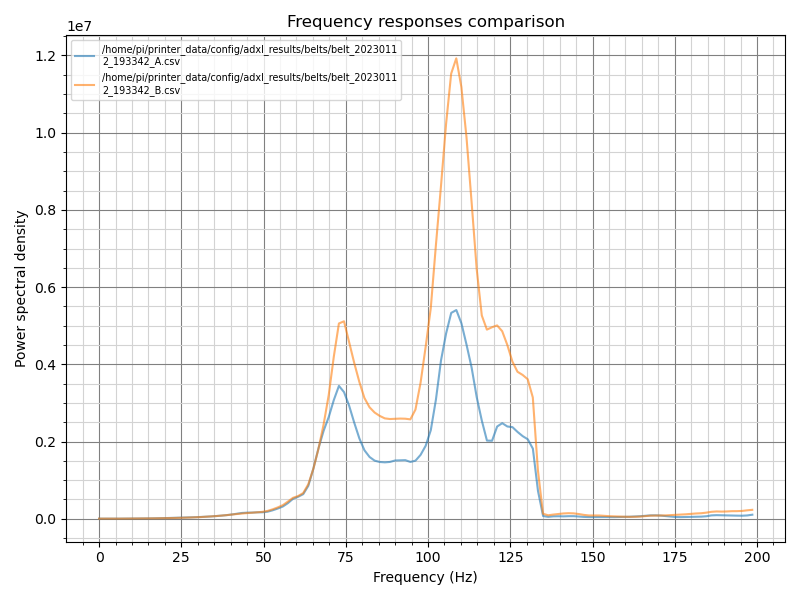 Frequency responses comparison
1e7
/home/pi/printer_data/config/adxl_results/belts/belt_2023011
2_193342_A.csv
/home/pi/printer_data/config/adxl_results/belts/belt_2023011
2_193342_B.csv
1.2
1.0
0.8
0.6
0.4
0.2
0.0
Power spectral density
0 25 50 75 100 125 150 175 200
Frequency (Hz)